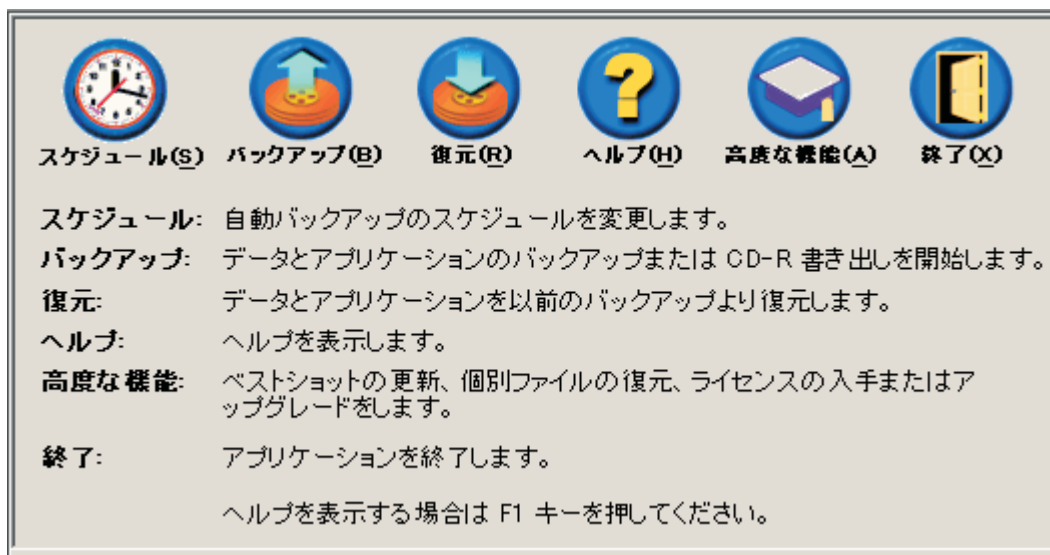 スケジュール(S) バックアップ(B) 復元(R) ヘルプ(H) 高度な機能(A) 終了(X)
スケジュール: 自動バックアップのスケジュールを変更します。
バックアップ: データとアプリケーションのバックアップまたは CD-R 書き出しを開始します。
復元: データとアプリケーションを以前のバックアップより復元します。
ヘルプ: ヘルプを表示します。
高度な機能: ベストショットの更新、個別ファイルの復元、ライセンスの入手またはア
ップグレードをします。
終了: アプリケーションを終了します。
ヘルプを表示する場合は F1 キーを押してください。